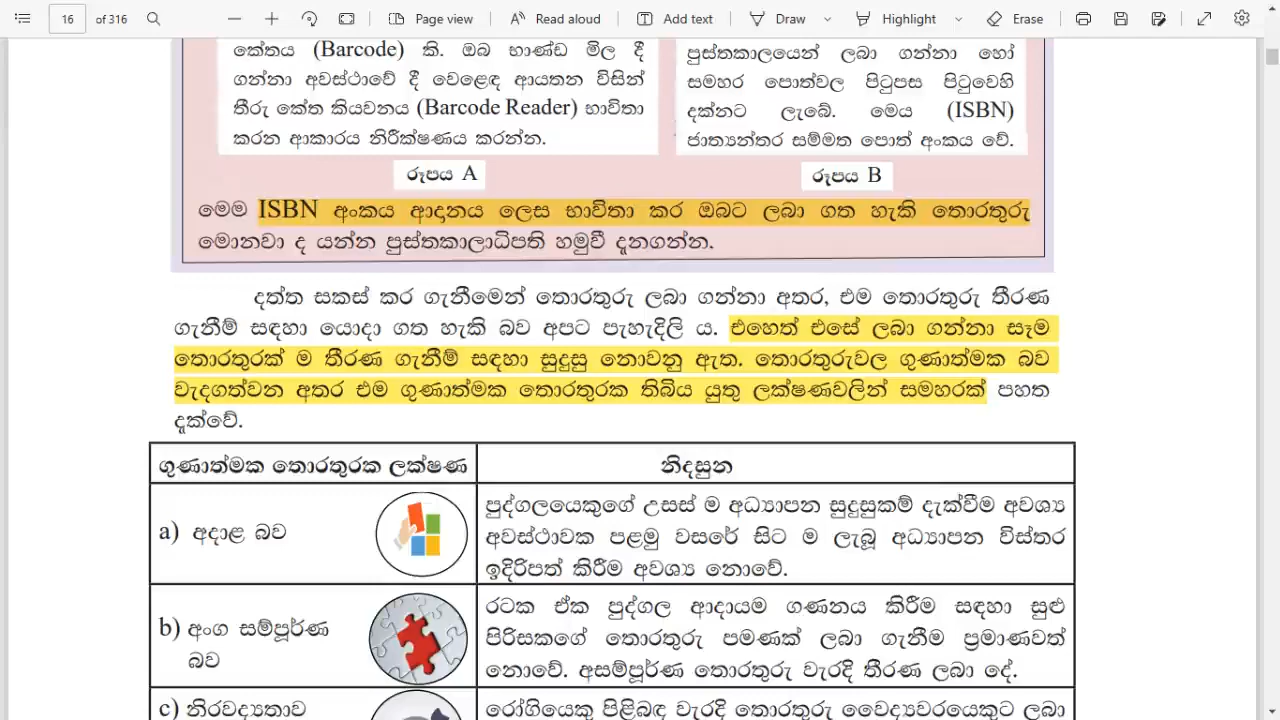 16 of 316 Page view Read aloud Add text Draw Highlight Erase
කේතය (Barcode) කි. ඔබ භාණ්ඩ මිල දී
ගන්නා අවස්ථාවේ දී වෙළෙඳ ආයතන විසින්
තීරු කේත කියවනය (Barcode Reader) භාවිතා
කරන ආකාරය නිරීක්ෂණය කරන්න.
පුස්තකාලයෙන් ලබා ගන්නා හෝ
සමහර පොත්වල පිටුපස පිටුවෙහි
දක්නට ලැබේ. මෙය (ISBN)
ජාත්‍යන්තර සම්මත පොත් අංකය වේ.
රූපය A
රූපය B
මෙම ISBN අංකය ආදානය ලෙස භාවිතා කර ඔබට ලබා ගත හැකි තොරතුරු
මොනවා ද යන්න පුස්තකාලාධිපති හමුවී දැනගන්න.
දත්ත සකස් කර ගැනීමෙන් තොරතුරු ලබා ගන්නා අතර, එම තොරතුරු තීරණ
ගැනීම් සඳහා යොදා ගත හැකි බව අපට පැහැදිලි ය. එහෙත් එසේ ලබා ගන්නා සෑම
තොරතුරක් ම තීරණ ගැනීම් සඳහා සුදුසු නොවනු ඇත. තොරතුරුවල ගුණාත්මක බව
වැදගත්වන අතර එම ගුණාත්මක තොරතුරක තිබිය යුතු ලක්ෂණවලින් සමහරක් පහත
දැක්වේ.
ගුණාත්මක තොරතුරක ලක්ෂණ
නිදසුන
a) අදාළ බව
පුද්ගලයෙකුගේ උසස් ම අධ්‍යාපන සුදුසුකම් දැක්වීම අවශ්‍ය
අවස්ථාවක පළමු වසරේ සිට ම ලැබූ අධ්‍යාපන විස්තර
ඉදිරිපත් කිරීම අවශ්‍ය නොවේ.
b) අංග සම්පූර්ණ
බව
රටක ඒක පුද්ගල ආදායම ගණනය කිරීම සඳහා සුළු
පිරිසකගේ තොරතුරු පමණක් ලබා ගැනීම ප්‍රමාණවත්
නොවේ. අසම්පූර්ණ තොරතුරු වැරදි තීරණ ලබා දේ.
c) නිරවද්‍යතාව
රෝගියෙකු පිළිබඳ වැරදි තොරතුරු වෛද්‍යවරයෙකුට ලබා